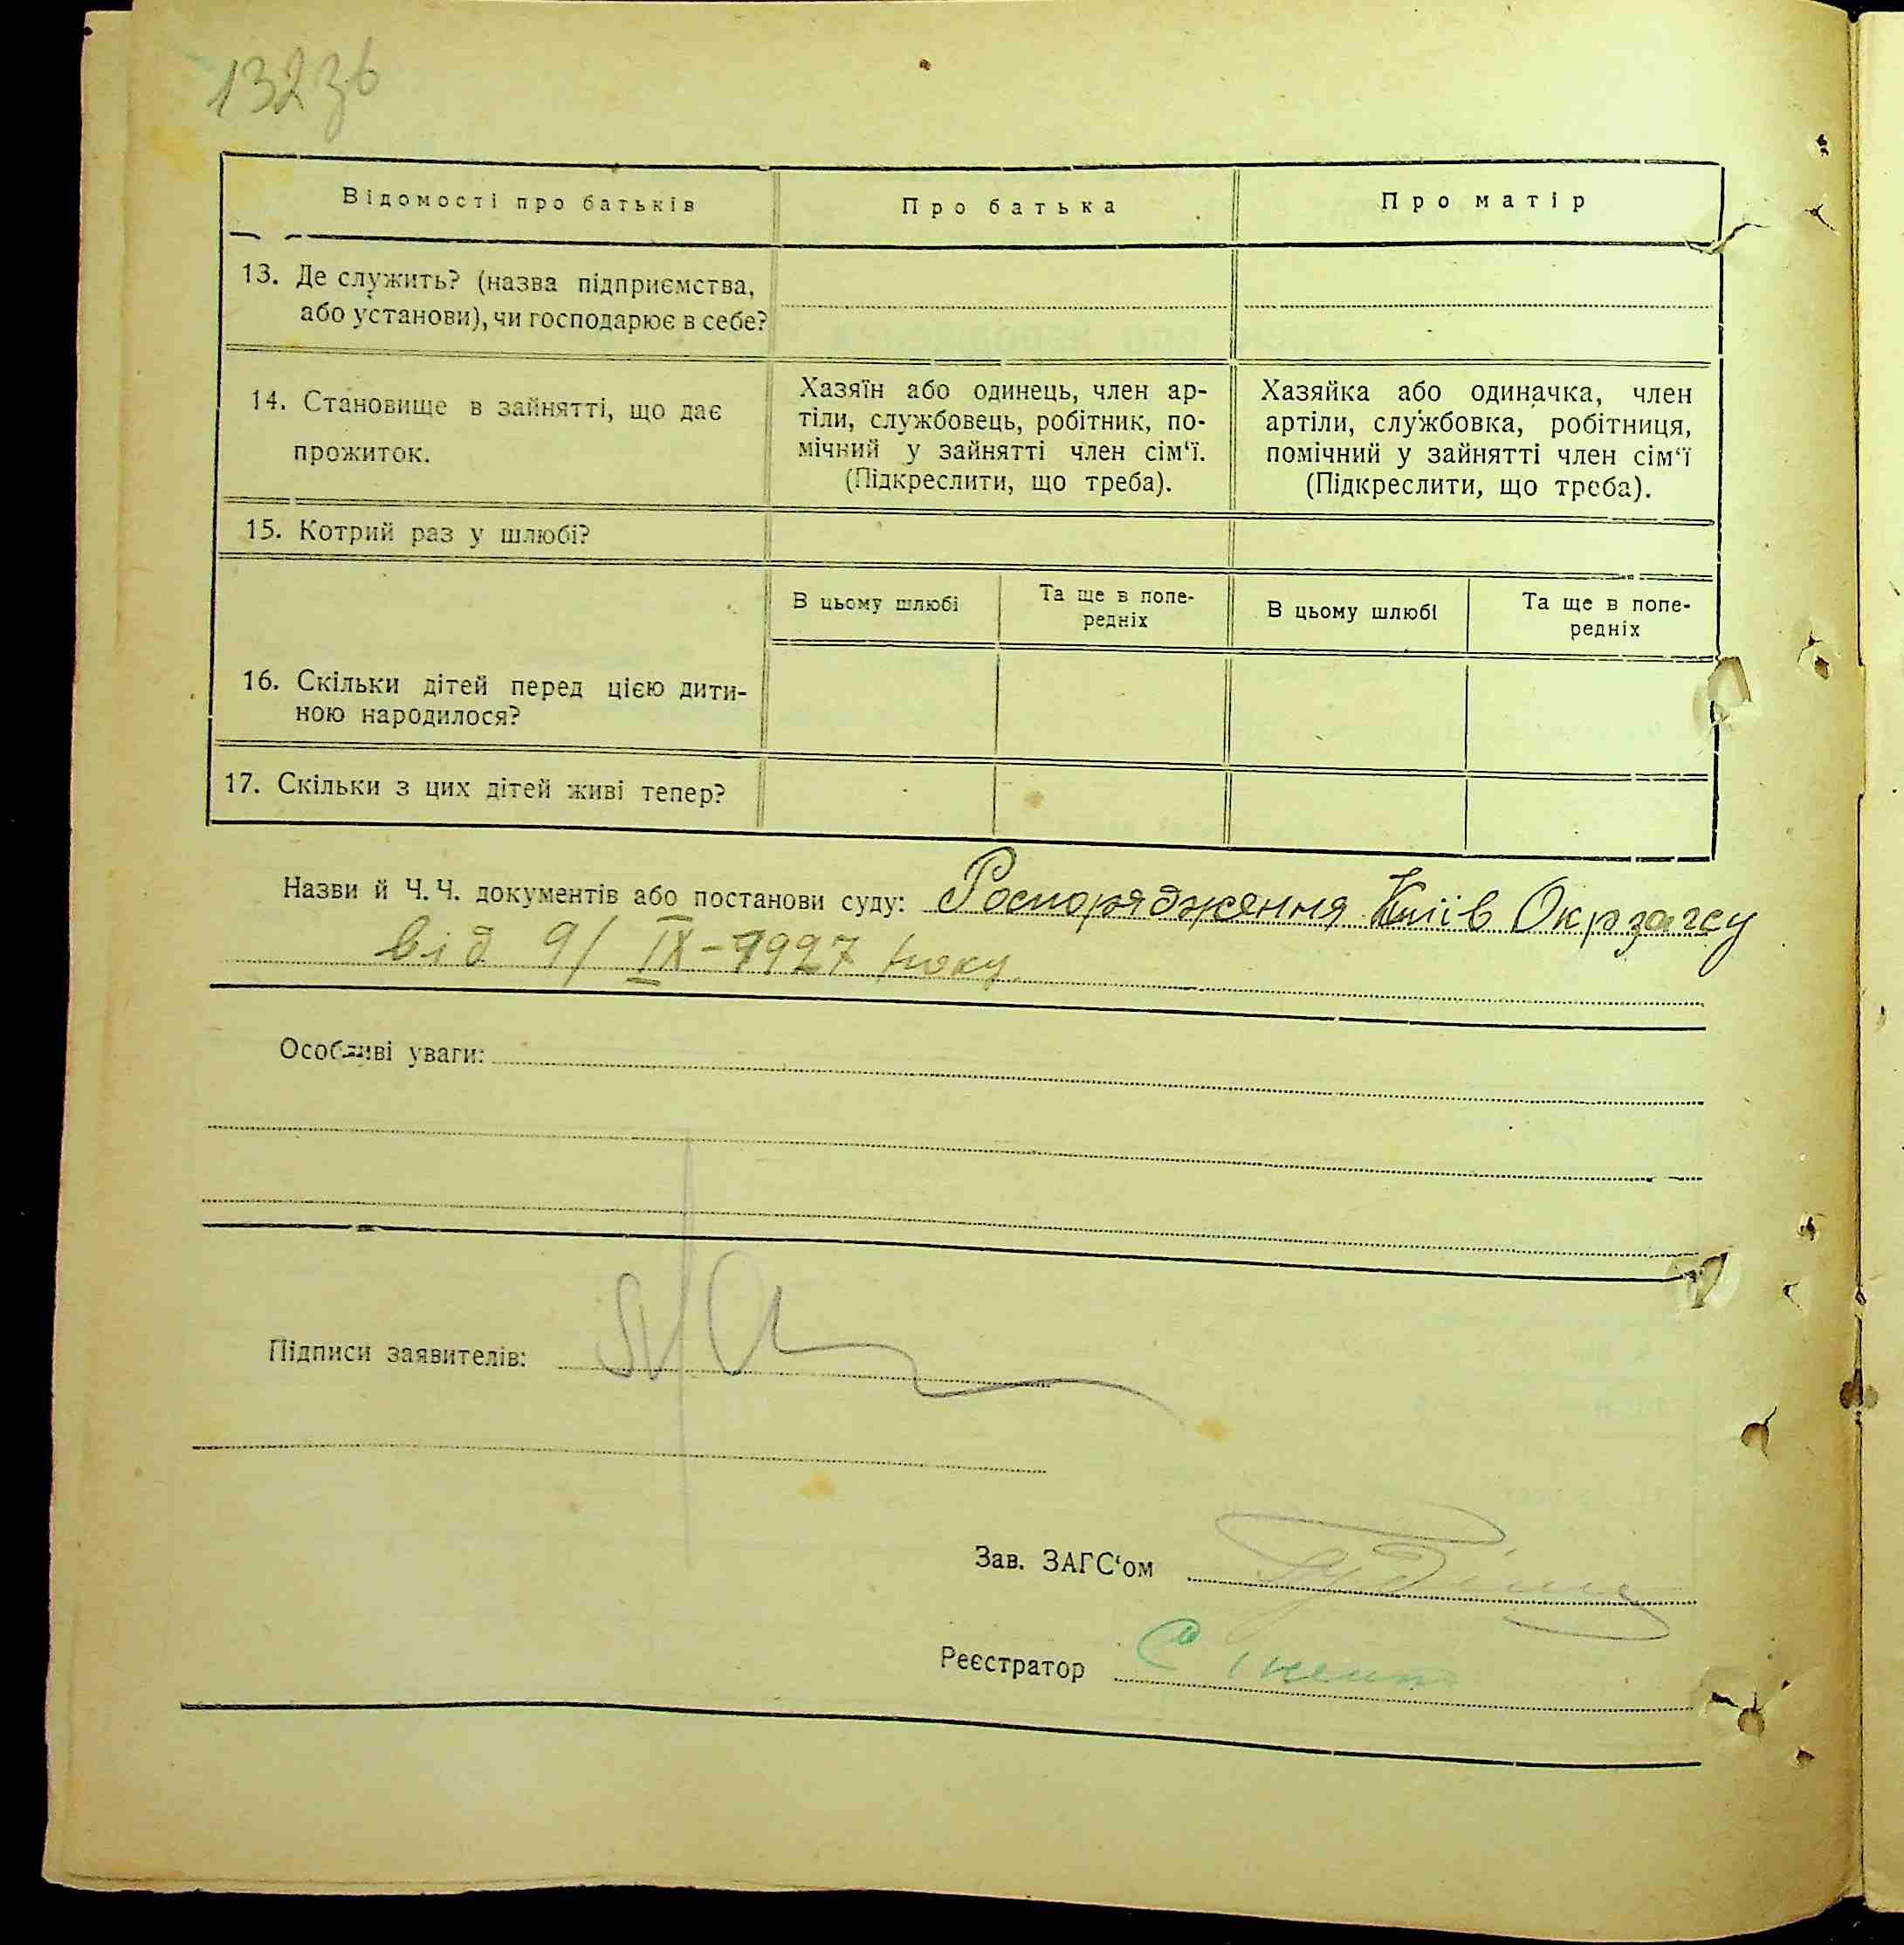 132 зв
Відомості про батьків
Про батька
Про матір
13. Де служить? (назва підприємства,
або установи), чи господарює в себе?
14. Становище в зайнятті, що дає
прожиток.
Хазяїн або одинець, член ар-
тіли, службовець, робітник, по-
мічний у зайнятті член сім‘ї.
(Підкреслити, що треба).
Хазяйка або одиначка, член
артіли, службовка, робітниця,
помічний у зайнятті член сім‘ї
(Підкреслити, що треба).
15. Котрий раз у шлюбі?
В цьому шлюбі
Та ще в попе-
редніх
В цьому шлюбі
Та ще в попе-
редніх
16. Скільки дітей перед цією дити-
ною народилося?
17. Скільки з цих дітей живі тепер?
Назви й Ч. Ч. документів або постанови суду: Роспорядження Київ Окрзагсу
від 9/IX-1927 року
Особливі уваги:
Підписи заявителів:
Зав. ЗАГС‘ом
Реєстратор